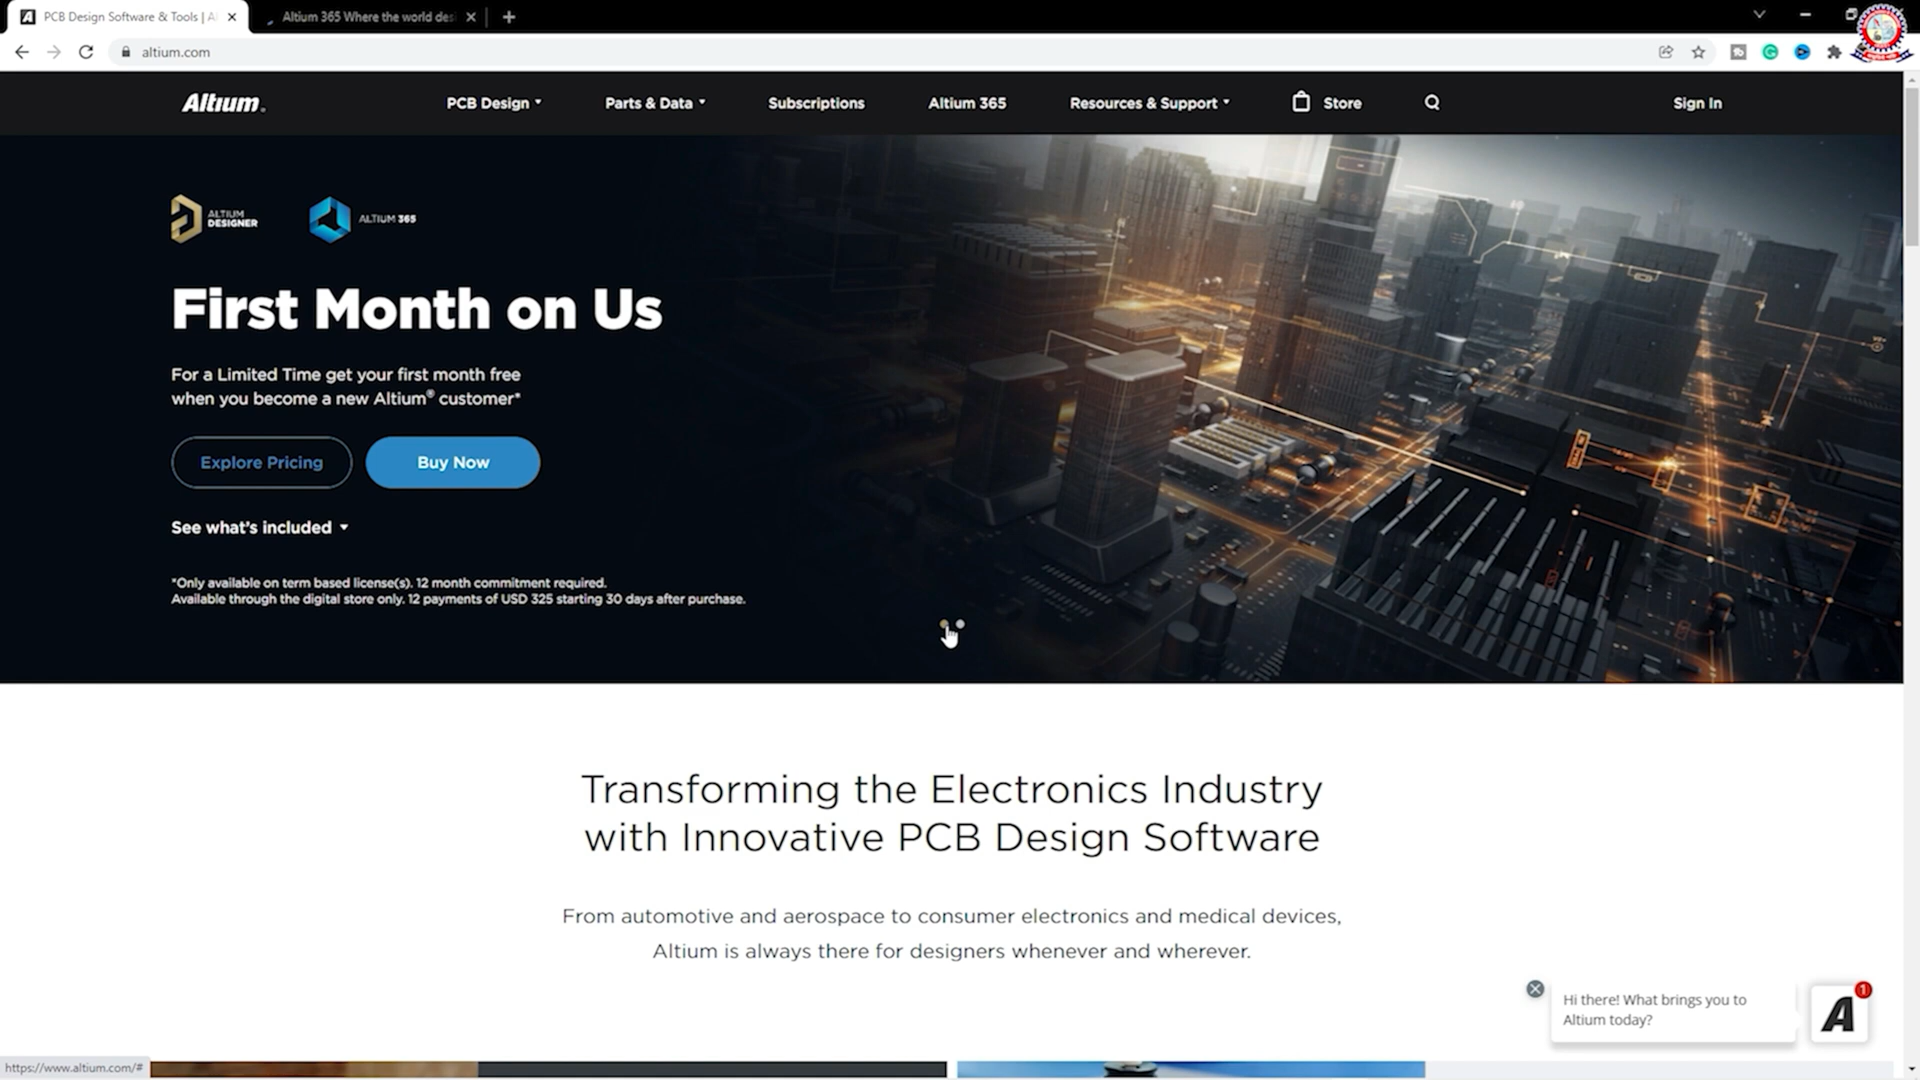 PCB Design Software & Tools | A
Altium 365 Where the world des
altium.com
Altium.
PCB Design
Parts & Data
Subscriptions
Altium 365
Resources & Support
Store
Sign In
ALTIUM DESIGNER
ALTIUM 365
First Month on Us
For a Limited Time get your first month free
when you become a new Altium® customer*
Explore Pricing
Buy Now
See what's included
*Only available on term based license(s). 12 month commitment required.
Available through the digital store only. 12 payments of USD 325 starting 30 days after purchase.
Transforming the Electronics Industry
with Innovative PCB Design Software
From automotive and aerospace to consumer electronics and medical devices,
Altium is always there for designers whenever and wherever.
Hi there! What brings you to
Altium today?
A
1
https://www.altium.com/#